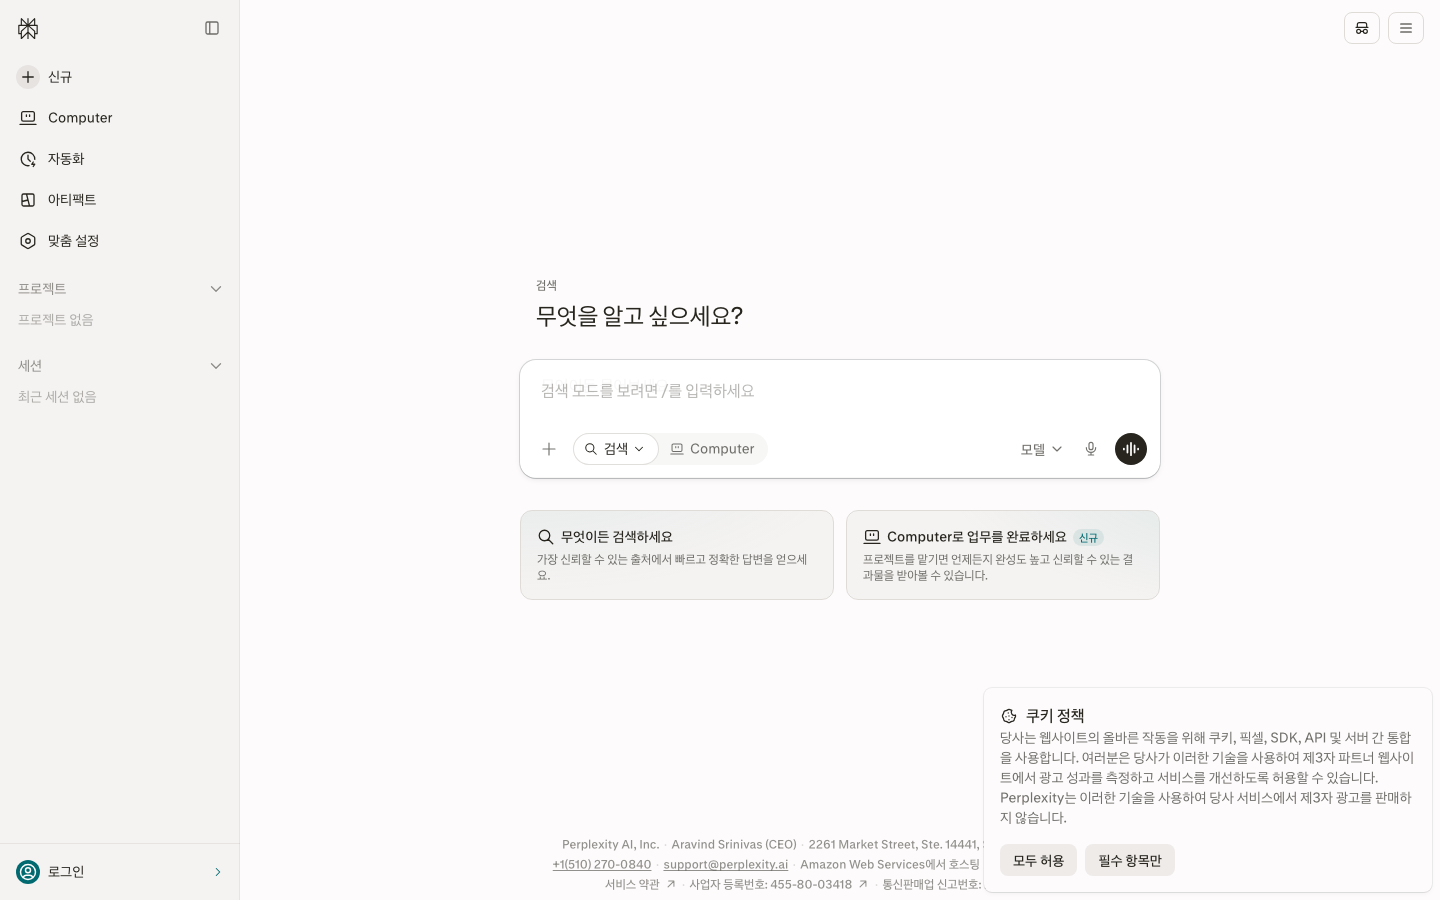 신규
Computer
자동화
아티팩트
맞춤 설정
프로젝트
프로젝트 없음
세션
최근 세션 없음
로그인
검색
무엇을 알고 싶으세요?
검색 모드를 보려면 /를 입력하세요
검색 Computer 모델
무엇이든 검색하세요
가장 신뢰할 수 있는 출처에서 빠르고 정확한 답변을 얻으세
요.
Computer로 업무를 완료하세요 신규
프로젝트를 맡기면 언제든지 완성도 높고 신뢰할 수 있는 결
과물을 받아볼 수 있습니다.
Perplexity AI, Inc. · Aravind Srinivas (CEO) · 2261 Market Street, Ste. 14441,
+1(510) 270-0840 · support@perplexity.ai · Amazon Web Services에서 호스팅
서비스 약관 · 사업자 등록번호: 455-80-03418 · 통신판매업 신고번호:
쿠키 정책
당사는 웹사이트의 올바른 작동을 위해 쿠키, 픽셀, SDK, API 및 서버 간 통합
을 사용합니다. 여러분은 당사가 이러한 기술을 사용하여 제3자 파트너 웹사이
트에서 광고 성과를 측정하고 서비스를 개선하도록 허용할 수 있습니다.
Perplexity는 이러한 기술을 사용하여 당사 서비스에서 제3자 광고를 판매하
지 않습니다.
모두 허용 필수 항목만